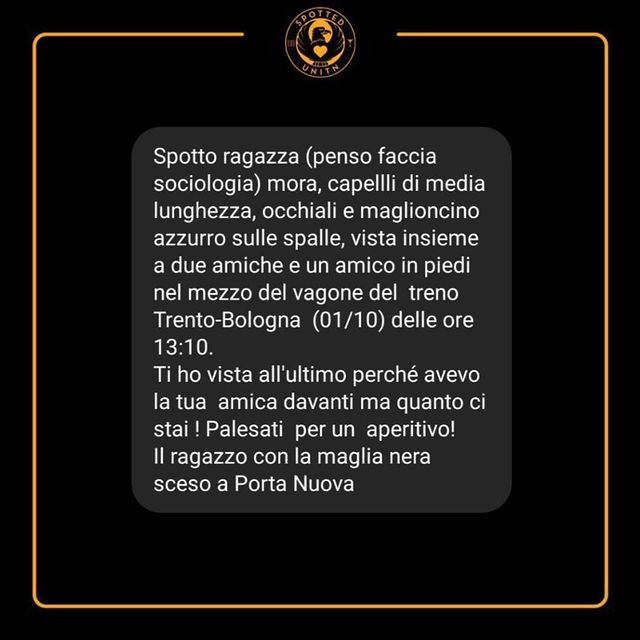 SPOTTED
UNITN
Spotto ragazza (penso faccia
sociologia) mora, capellli di media
lunghezza, occhiali e maglioncino
azzurro sulle spalle, vista insieme
a due amiche e un amico in piedi
nel mezzo del vagone del  treno
Trento-Bologna  (01/10) delle ore
13:10.
Ti ho vista all'ultimo perché avevo
la tua  amica davanti ma quanto ci
stai ! Palesati  per un  aperitivo!
Il ragazzo con la maglia nera
sceso a Porta Nuova